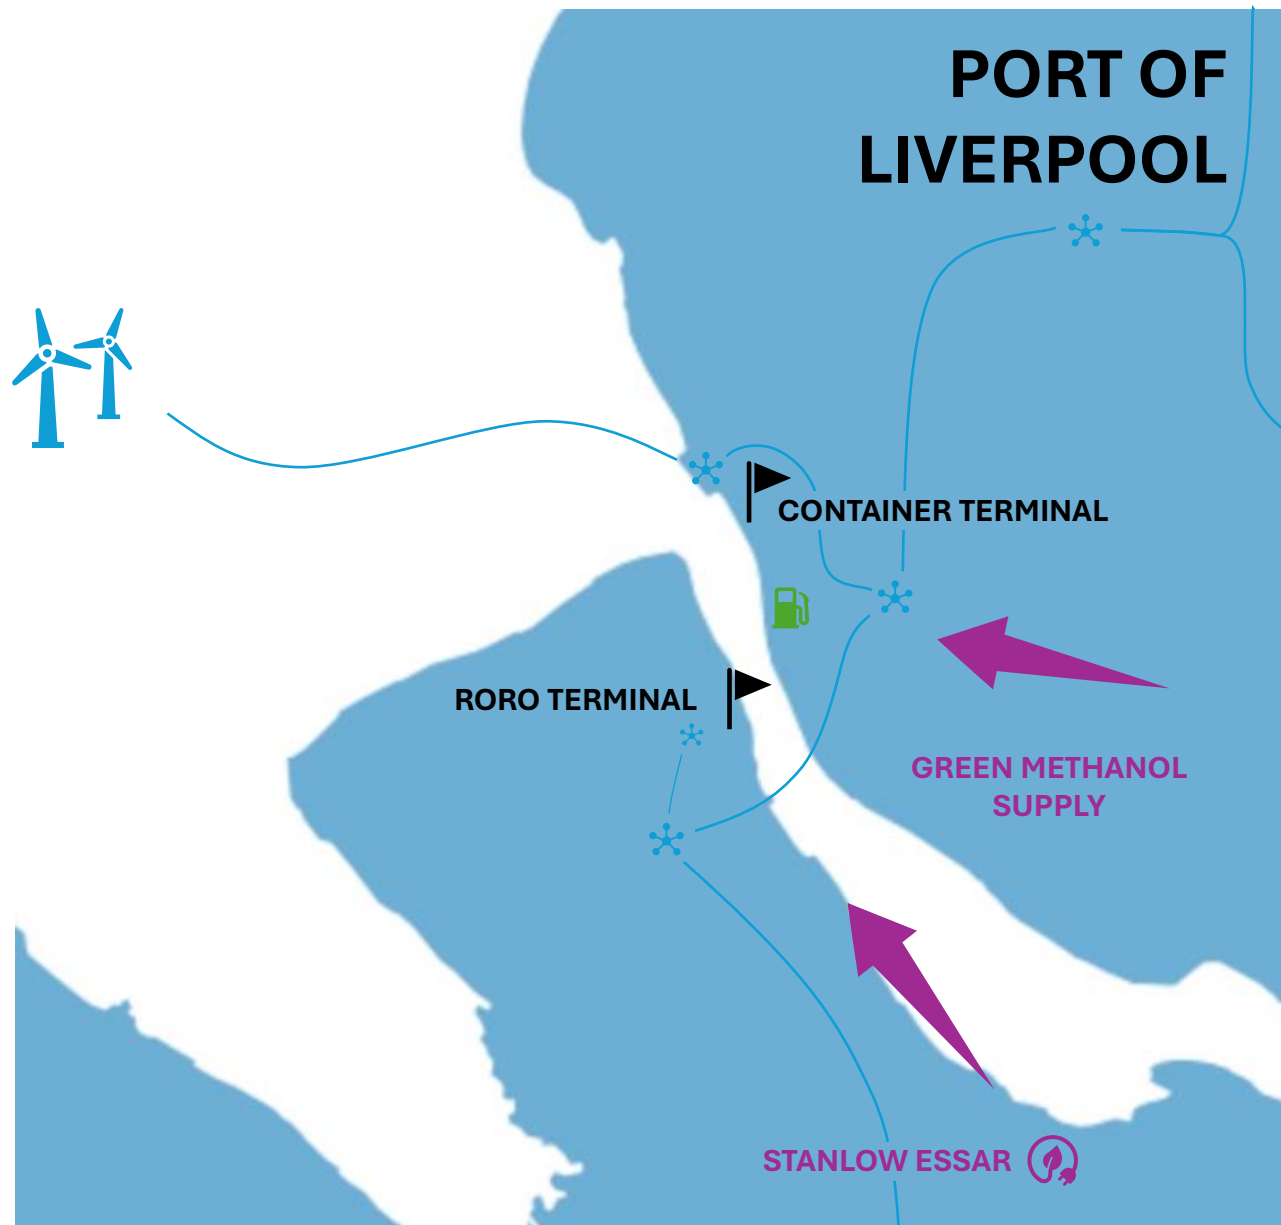 PORT OF
LIVERPOOL
CONTAINER TERMINAL
RORO TERMINAL
GREEN METHANOL
SUPPLY
STANLOW ESSAR